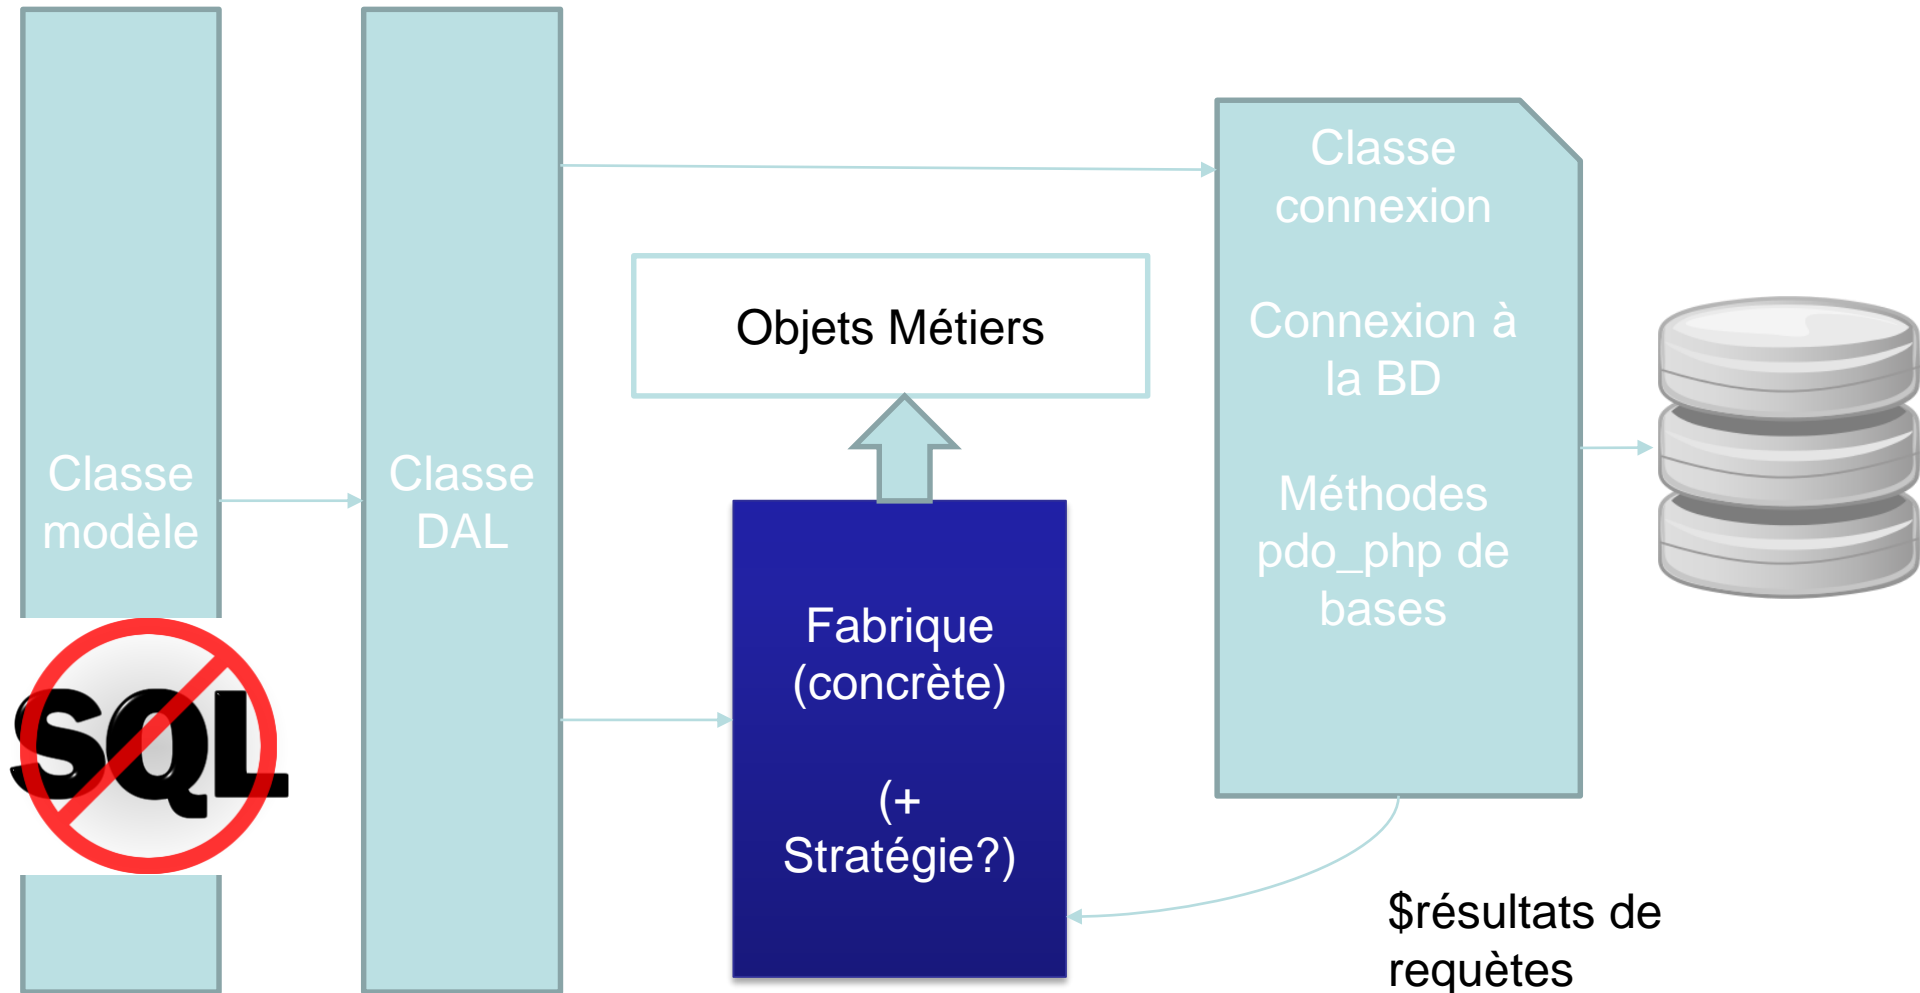 Classe
modèle
SQL
Classe
DAL
Objets Métiers
Fabrique
(concrète)
(+
Stratégie?)
Classe
connexion
Connexion à
la BD
Méthodes
pdo_php de
bases
$résultats de
requètes